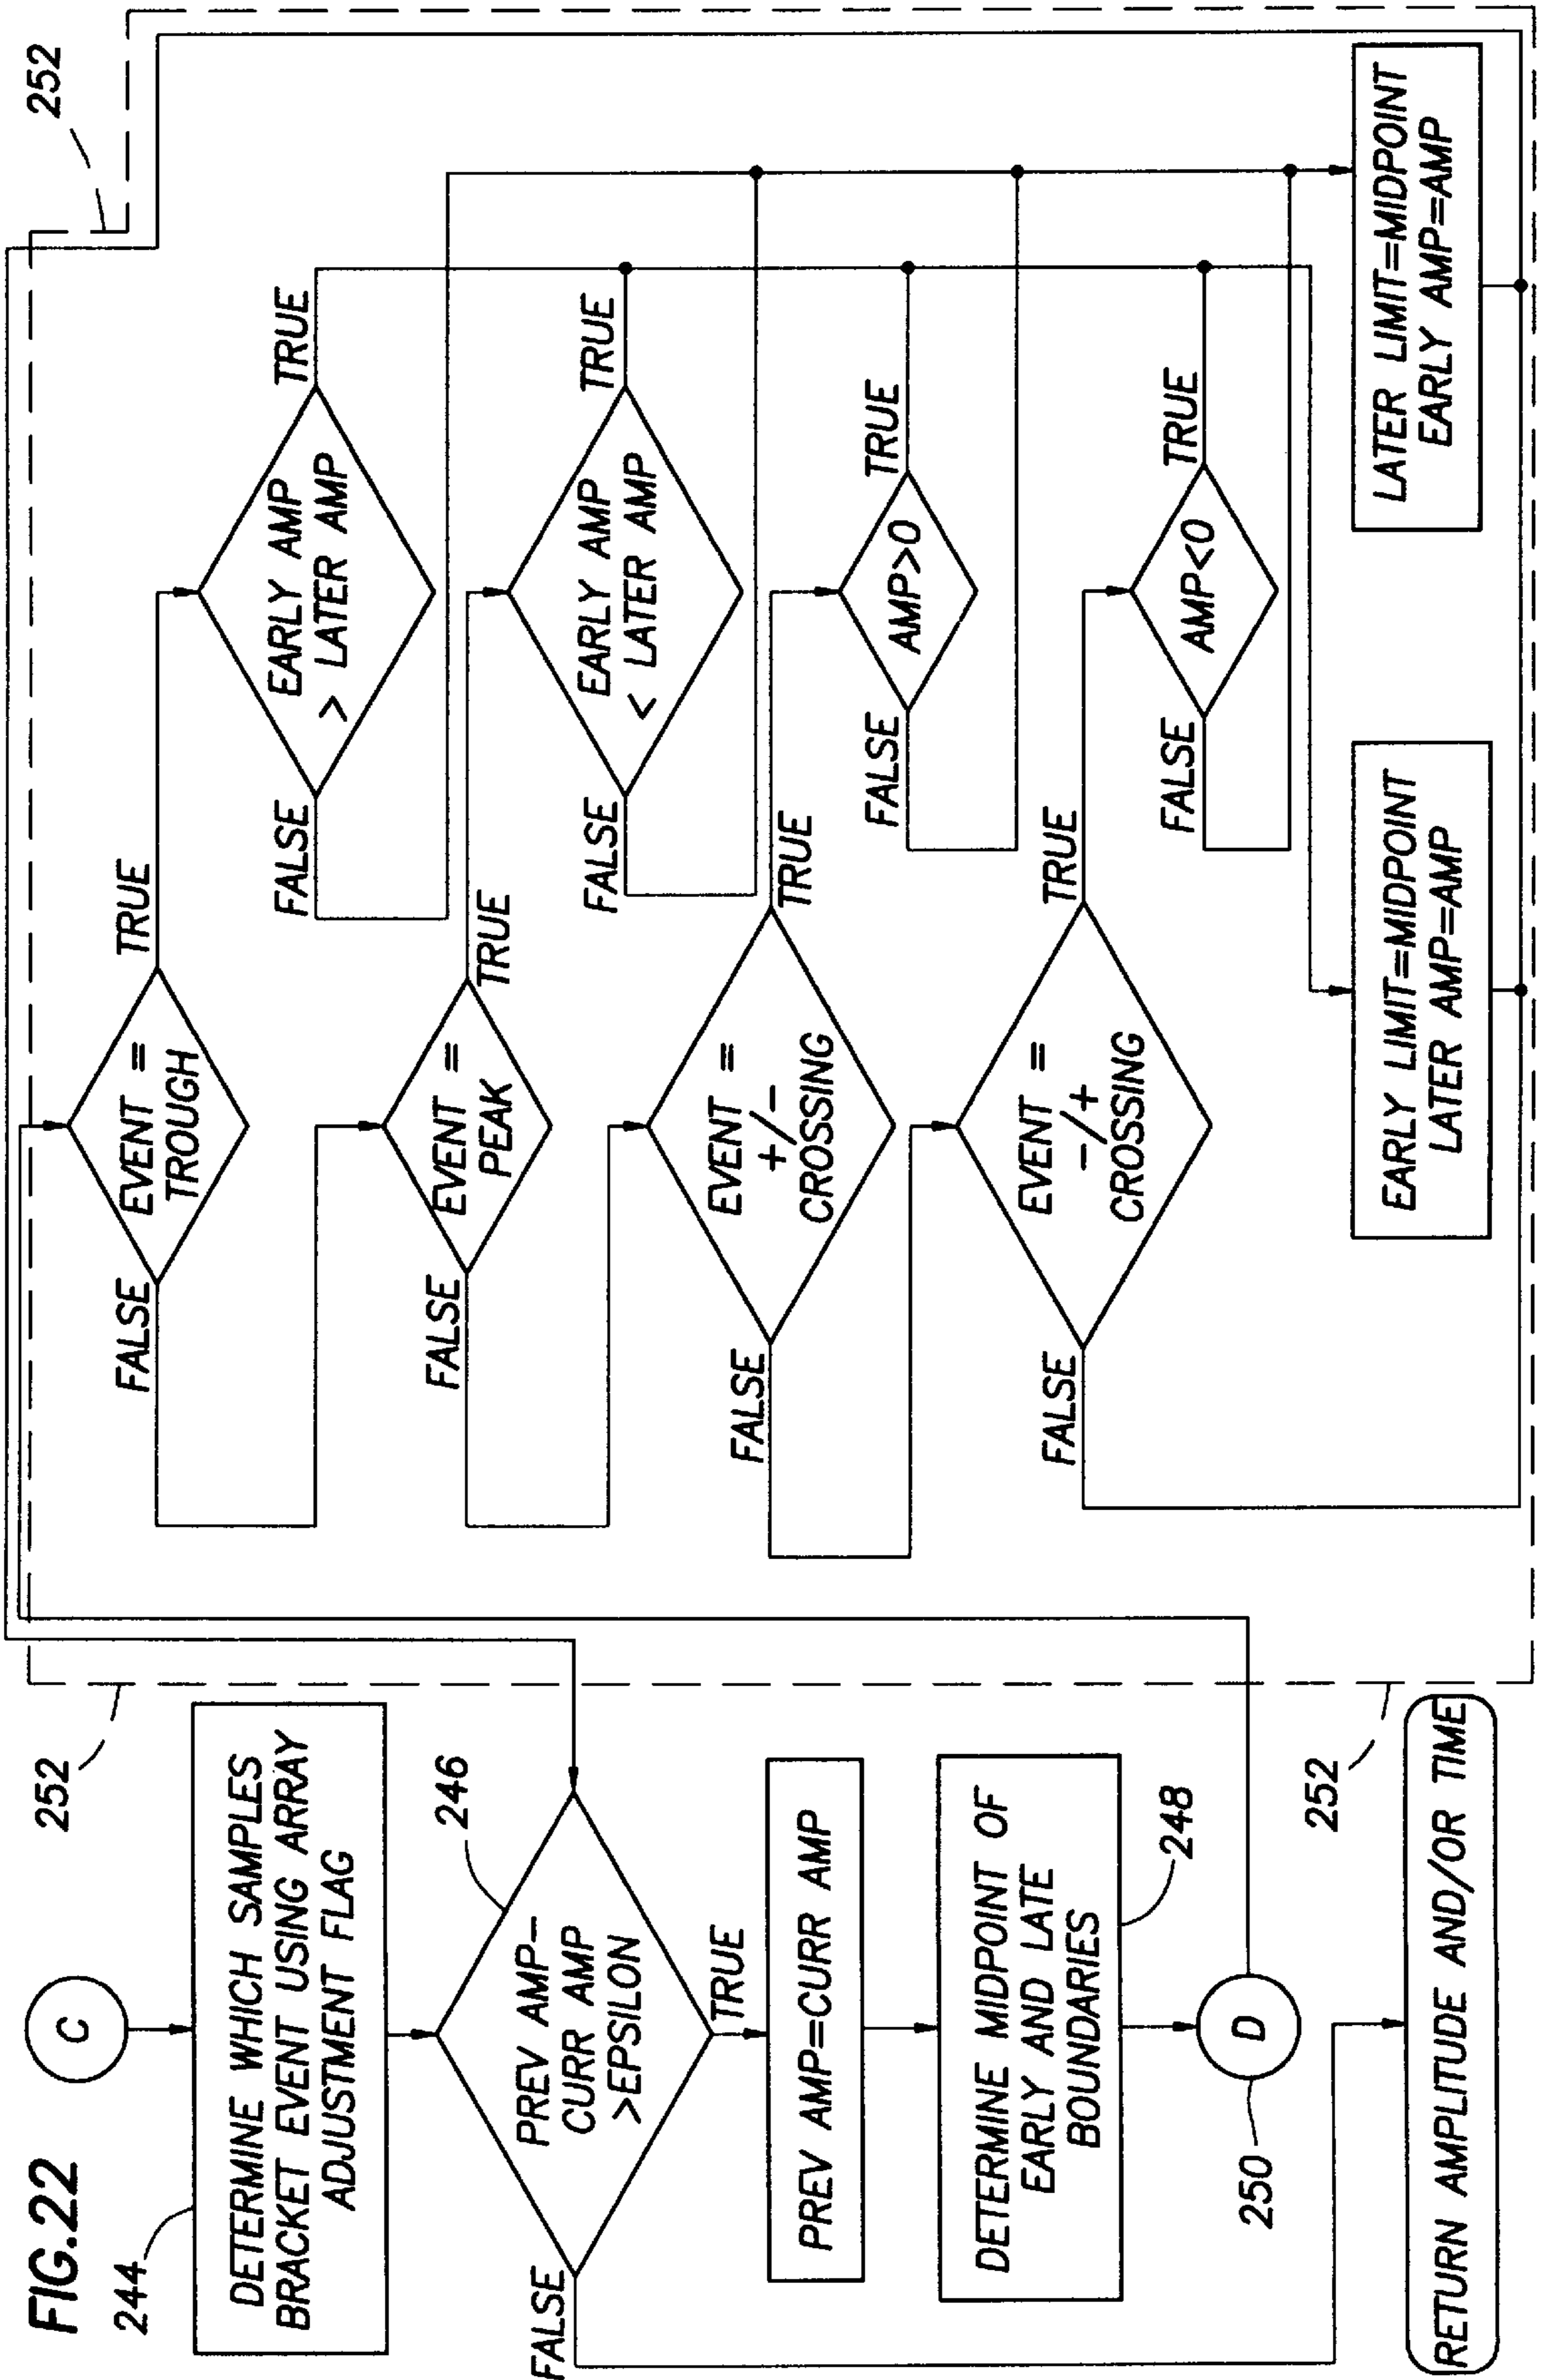 FIG.22
C
244
DETERMINE WHICH SAMPLES
BRACKET EVENT USING ARRAY
ADJUSTMENT FLAG
246
PREV AMP-
CURR AMP
>EPSILON
TRUE
FALSE
PREV AMP=CURR AMP
DETERMINE MIDPOINT OF
EARLY AND LATE
BOUNDARIES
248
D
250
RETURN AMPLITUDE AND/OR TIME
252
252
252
EVENT =
TROUGH
FALSE
TRUE
EARLY AMP
> LATER AMP
FALSE
TRUE
EVENT =
PEAK
FALSE
TRUE
EARLY AMP
< LATER AMP
FALSE
TRUE
EVENT =
+/-
CROSSING
FALSE
TRUE
AMP>0
FALSE
TRUE
EVENT =
-/+
CROSSING
FALSE
TRUE
AMP<0
FALSE
TRUE
EARLY LIMIT=MIDPOINT
LATER AMP=AMP
LATER LIMIT=MIDPOINT
EARLY AMP=AMP